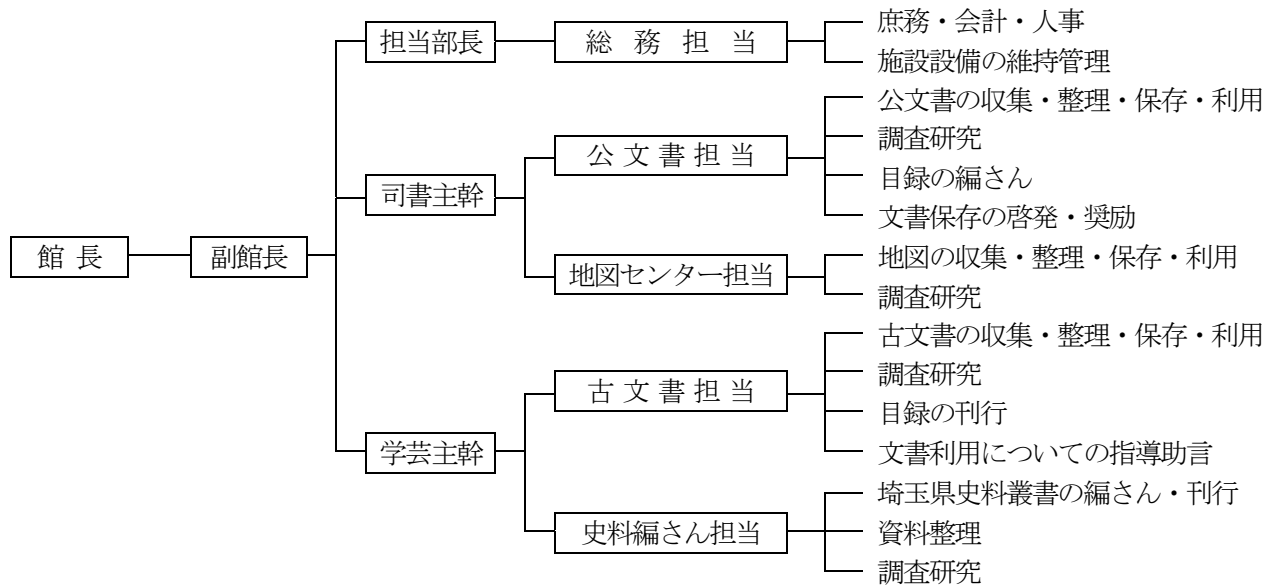 館長
副館長
担当部長
総務担当
庶務・会計・人事
施設設備の維持管理
司書主幹
公文書担当
公文書の収集・整理・保存・利用
調査研究
目録の編さん
文書保存の啓発・奨励
地図センター担当
地図の収集・整理・保存・利用
調査研究
学芸主幹
古文書担当
古文書の収集・整理・保存・利用
調査研究
目録の刊行
文書利用についての指導助言
史料編さん担当
埼玉県史料叢書の編さん・刊行
資料整理
調査研究